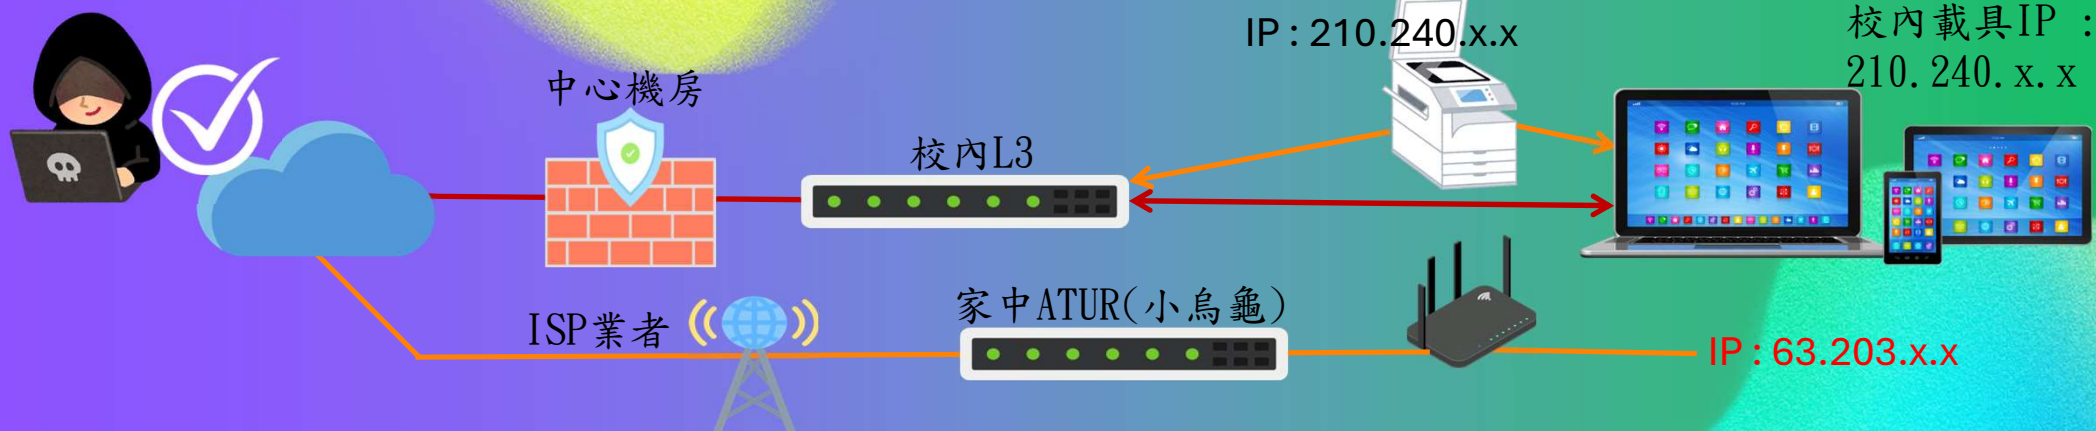 IP : 210.240.x.x
校內載具IP :
210.240.x.x
中心機房
校內L3
ISP業者
家中ATUR(小烏龜)
IP : 63.203.x.x